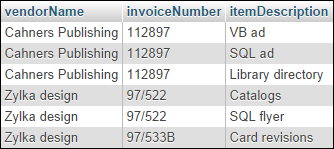 vendorName invoiceNumber itemDescription
Cahners Publishing 112897 VB ad
Cahners Publishing 112897 SQL ad
Cahners Publishing 112897 Library directory
Zylka design 97/522 Catalogs
Zylka design 97/522 SQL flyer
Zylka design 97/533B Card revisions